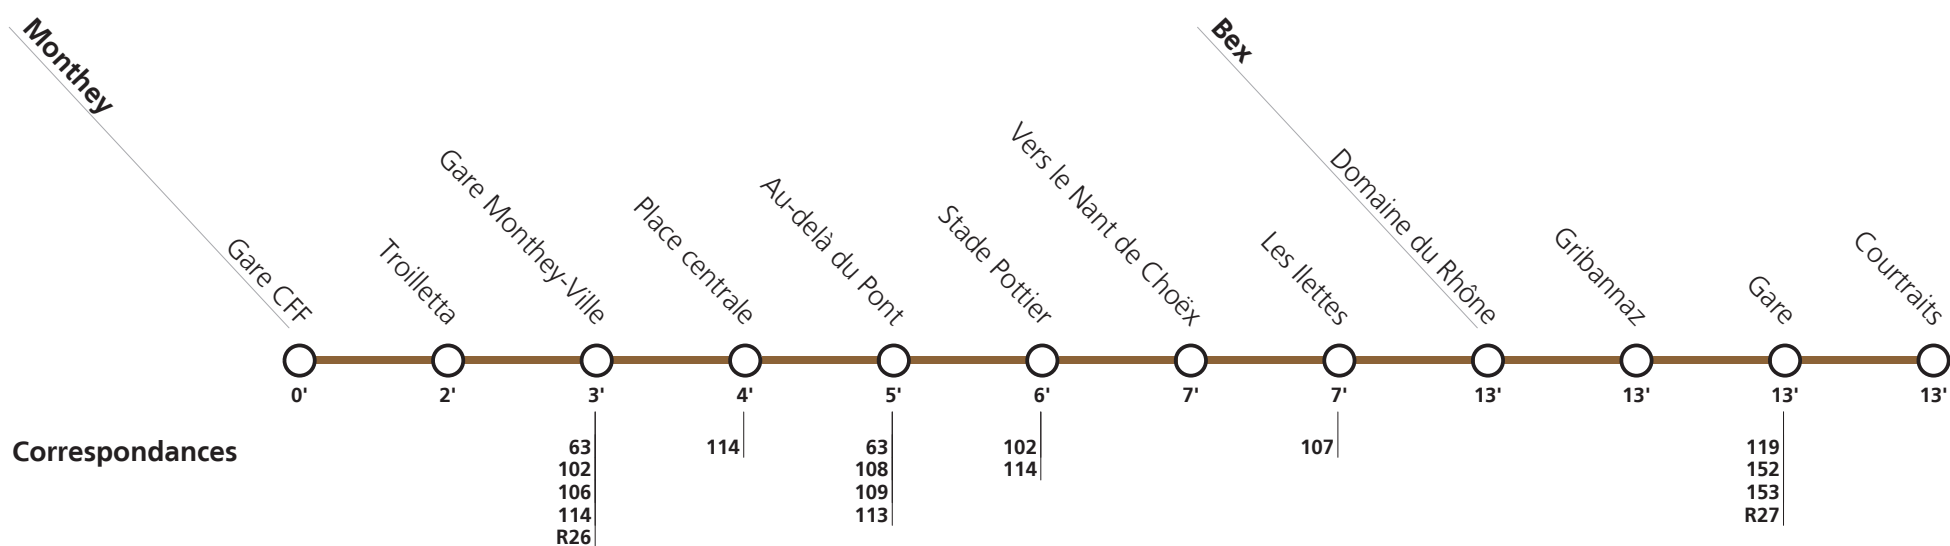 Monthey
Bex
Gare CFF
Troilletta
Gare Monthey-Ville
Place centrale
Au-delà du Pont
Stade Pottier
Vers le Nant de Choëx
Les Ilettes
Domaine du Rhône
Gribannaz
Gare
Courtraits
0' 2' 3' 4' 5' 6' 7' 7' 13' 13' 13' 13'
Correspondances
63
102
106
114
R26
114
63
108
109
113
102
114
107
119
152
153
R27